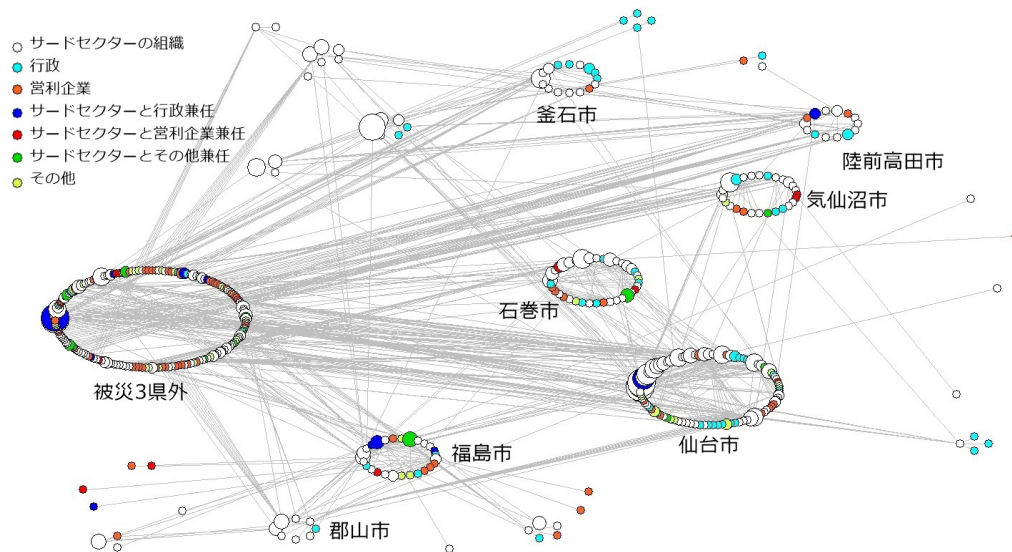 サードセクターの組織
行政
営利企業
サードセクターと行政兼任
サードセクターと営利企業兼任
サードセクターとその他兼任
その他
釜石市
陸前高田市
気仙沼市
石巻市
被災3県外
仙台市
福島市
郡山市